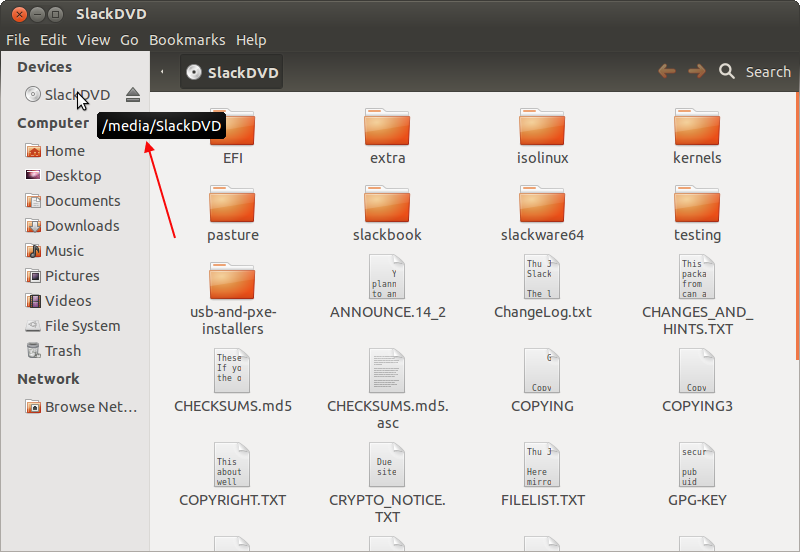 SlackDVD
File Edit View Go Bookmarks Help
Devices
SlackDVD
Computer
/media/SlackDVD
Home
Desktop
Documents
Downloads
Music
Pictures
Videos
File System
Trash
Network
Browse Net...
SlackDVD
Search
EFI
extra
isolinux
kernels
pasture
slackbook
slackware64
testing
usb-and-pxe-
installers
Y
plann
to an
ANNOUNCE.14_2
Thu J
Slack
The l
ChangeLog.txt
This
packa
from
can a
CHANGES_AND_
HINTS.TXT
These
If yo
the o
CHECKSUMS.md5
CHECKSUMS.md5.
asc
G
Copy
COPYING
Copy
COPYING3
This
about
well
COPYRIGHT.TXT
Due
site
CRYPTO_NOTICE.
TXT
Thu J
Here
mirro
FILELIST.TXT
secur
pub
uid
GPG-KEY